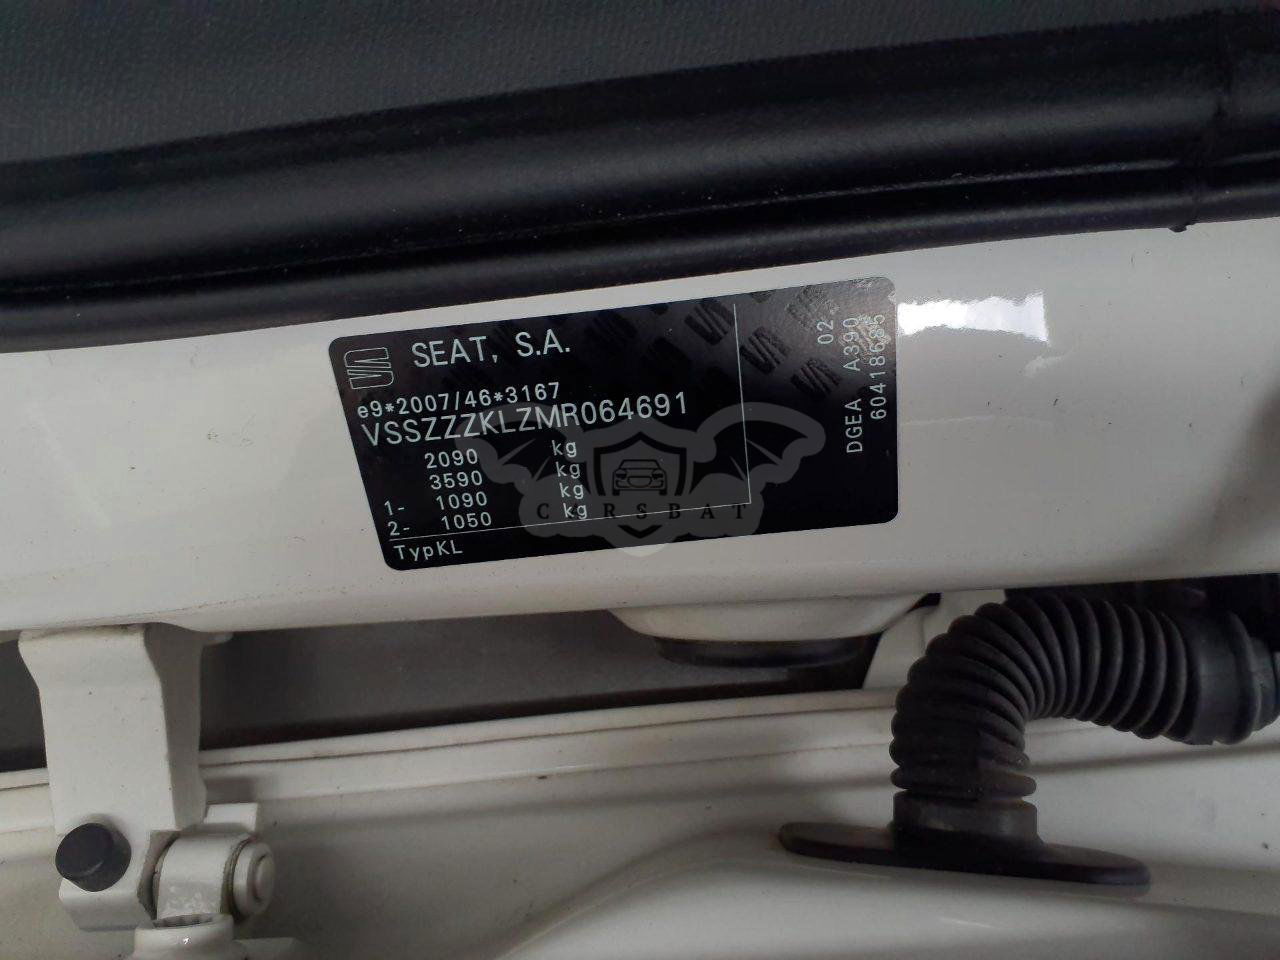 SEAT, S.A.
e9*2007/46*3167
VSSZZZKLZMR064691
2090 kg
3590 kg
1- 1090 kg
2- 1050 kg
TypKL
02
DGEA A390
60418685
CARSBAT